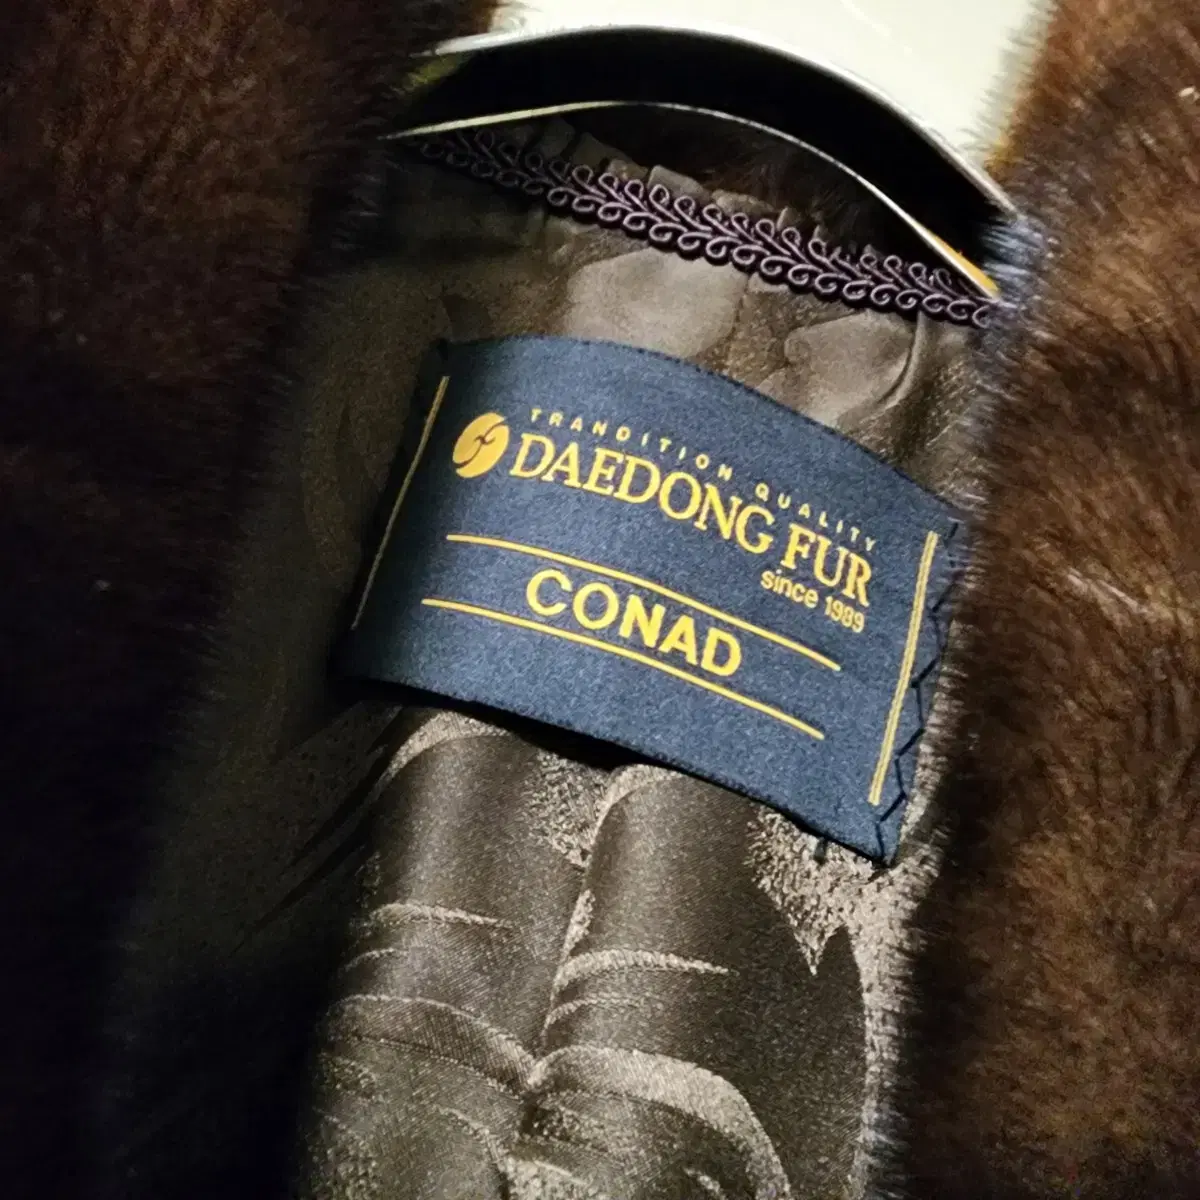 TRANDITION QUALITY
DAEDONG FUR
since 1989
CONAD